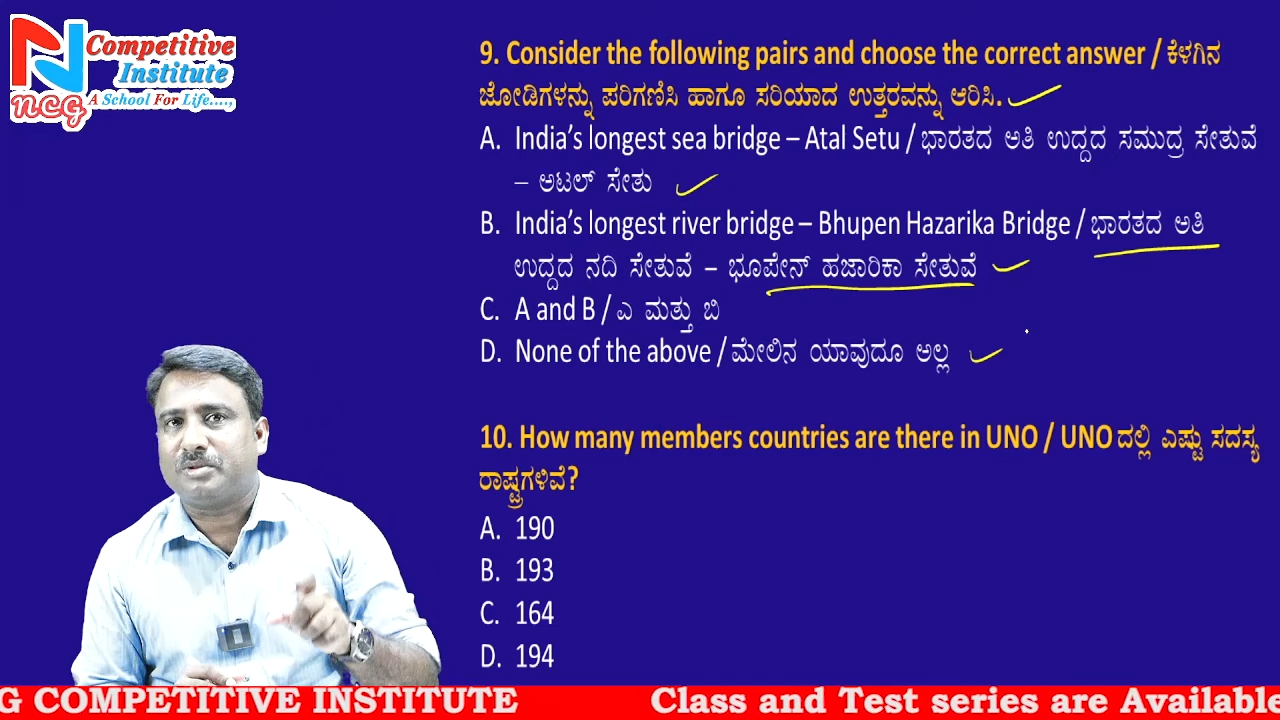 Competitive
Institute
NCG A School For Life....,
9. Consider the following pairs and choose the correct answer / ಕೆಳಗಿನ
ಜೋಡಿಗಳನ್ನು ಪರಿಗಣಿಸಿ ಹಾಗೂ ಸರಿಯಾದ ಉತ್ತರವನ್ನು ಆರಿಸಿ.
A. India's longest sea bridge – Atal Setu / ಭಾರತದ ಅತಿ ಉದ್ದದ ಸಮುದ್ರ ಸೇತುವೆ
– ಅಟಲ್ ಸೇತು
B. India's longest river bridge – Bhupen Hazarika Bridge / ಭಾರತದ ಅತಿ
ಉದ್ದದ ನದಿ ಸೇತುವೆ – ಭೂಪೇನ್ ಹಜಾರಿಕಾ ಸೇತುವೆ
C. A and B / ಎ ಮತ್ತು ಬಿ
D. None of the above / ಮೇಲಿನ ಯಾವುದೂ ಅಲ್ಲ
10. How many members countries are there in UNO / UNO ದಲ್ಲಿ ಎಷ್ಟು ಸದಸ್ಯ
ರಾಷ್ಟ್ರಗಳಿವೆ?
A. 190
B. 193
C. 164
D. 194
G COMPETITIVE INSTITUTE Class and Test series are Available